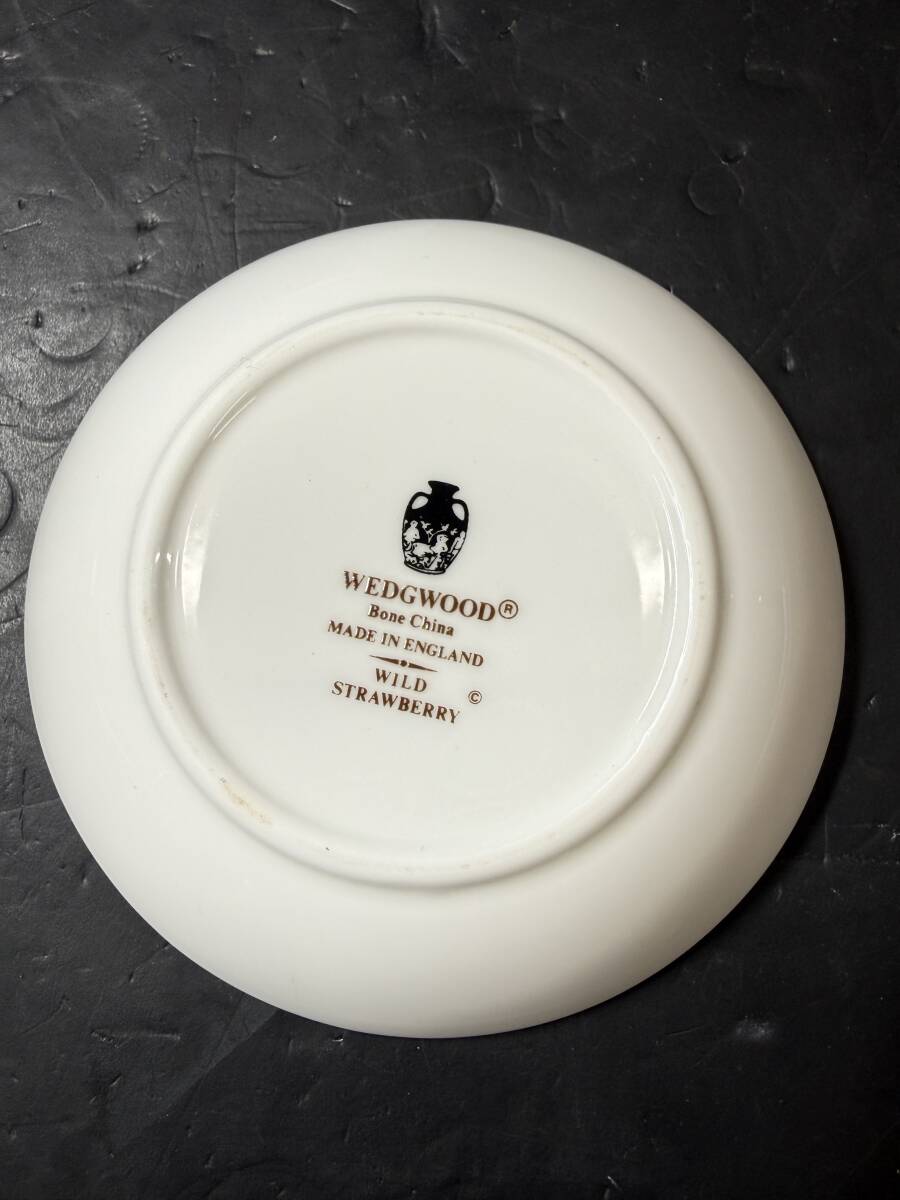 WEDGWOOD®
Bone China
MADE IN ENGLAND
WILD
STRAWBERRY ©